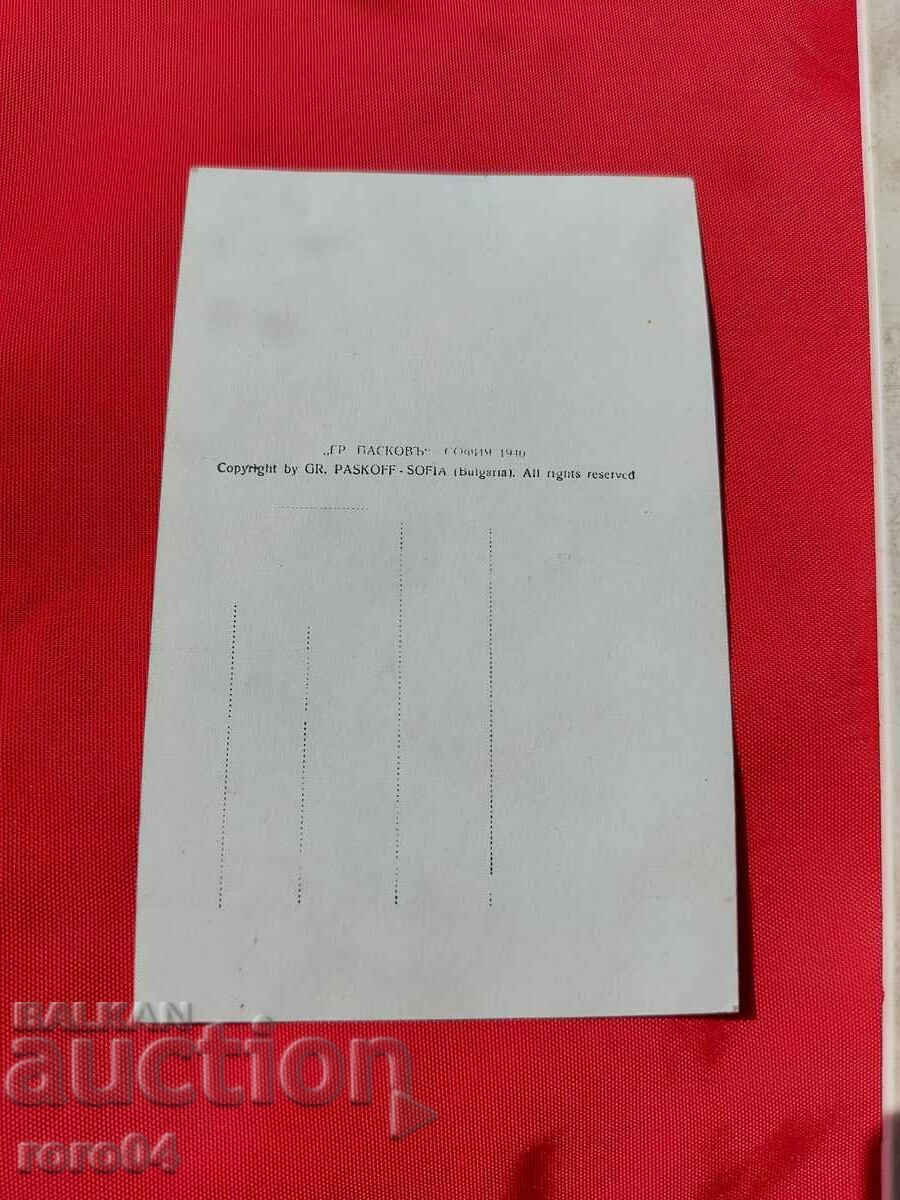 „ГР ПАСКОВЪ“ СОФИЯ 1940
Copyright by GR. PASKOFF - SOFIA (Bulgaria). All rights reserved
BALKAN
auction
roro04